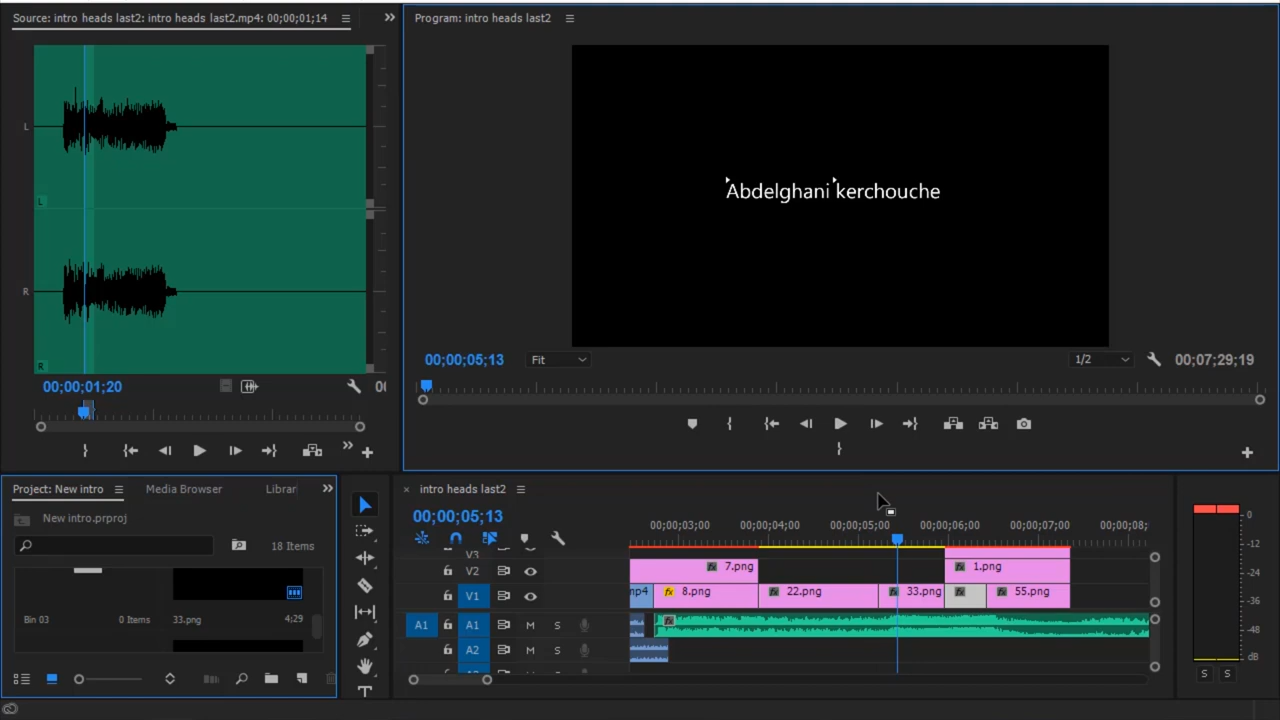 Source: intro heads last2: intro heads last2.mp4: 00;00;01;14
Program: intro heads last2
L
L
R
R
Abdelghani kerchouche
00;00;01;20
00;00;05;13
Fit
1/2
00;07;29;19
Project: New intro
Media Browser
Librar
New intro.prproj
18 Items
Bin 03
0 Items
33.png
4;29
intro heads last2
00;00;05;13
00;00;03;00
00;00;04;00
00;00;05;00
00;00;06;00
00;00;07;00
00;00;08;
V3
V2
7.png
1.png
V1
mp4
8.png
22.png
33.png
55.png
A1
A1
M
S
A2
M
S
0
-12
-24
-36
-48
dB
S
S